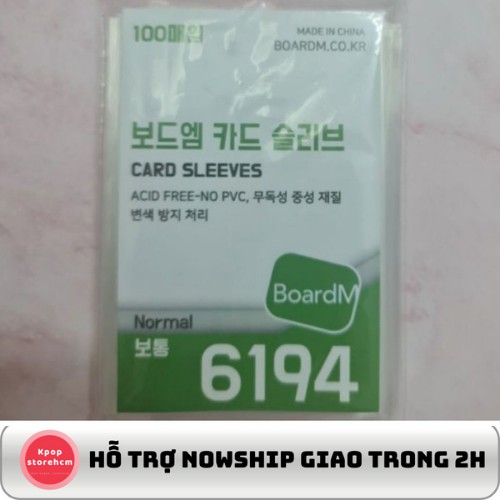 100매입
MADE IN CHINA
BOARDM.CO.KR
보드엠 카드 슬리브
CARD SLEEVES
ACID FREE-NO PVC, 무독성 중성 재질
변색 방지 처리
BoardM
Normal
보통
6194
Kpop
storehcm
HỖ TRỢ NOWSHIP GIAO TRONG 2H